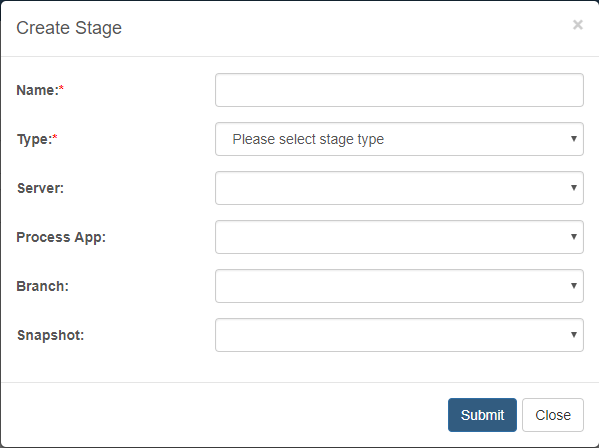 Create Stage ×
Name:*
Type:* Please select stage type
Server:
Process App:
Branch:
Snapshot:
Submit Close